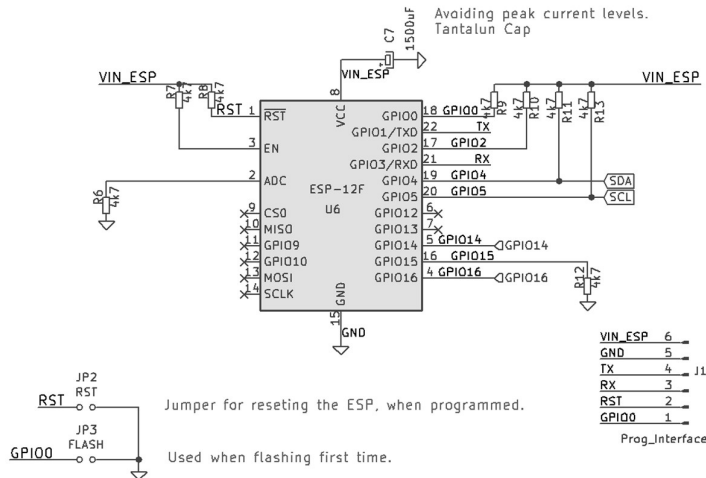 Avoiding peak current levels.
Tantalun Cap
C7
1500uF
VIN_ESP
VIN_ESP
VIN_ESP
R7
4k7
R8
4k7
R9
4k7
R10
4k7
R11
4k7
R13
4k7
8
VCC
RST 1 RST
3 EN
2 ADC
R6
4k7
9 CS0
10 MISO
11 GPIO9
12 GPIO10
13 MOSI
14 SCLK
ESP-12F
U6
GPIO0 18 GPIO0
GPIO1/TXD 22 TX
GPIO2 17 GPIO2
GPIO3/RXD 21 RX
GPIO4 19 GPIO4 SDA
GPIO5 20 GPIO5 SCL
GPIO12 6
GPIO13 7
GPIO14 5 GPIO14 GPIO14
GPIO15 16 GPIO15
GPIO16 4 GPIO16 GPIO16
R12
4k7
GND
15
GND
VIN_ESP 6
GND 5
TX 4 J1
RX 3
RST 2
GPIO0 1
Prog_Interface
JP2
RST
RST
Jumper for reseting the ESP, when programmed.
JP3
FLASH
GPIO0
Used when flashing first time.